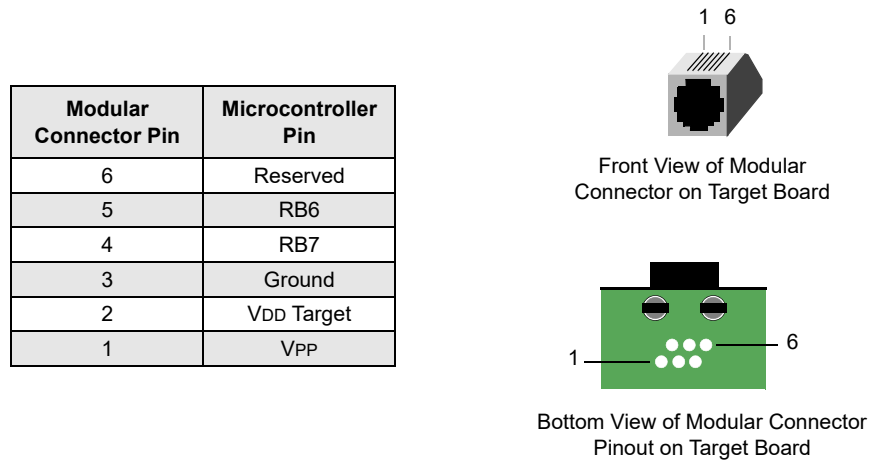 Modular
Connector Pin
Microcontroller
Pin
6
Reserved
5
RB6
4
RB7
3
Ground
2
VDD Target
1
VPP
1 6
Front View of Modular
Connector on Target Board
1
6
Bottom View of Modular Connector
Pinout on Target Board